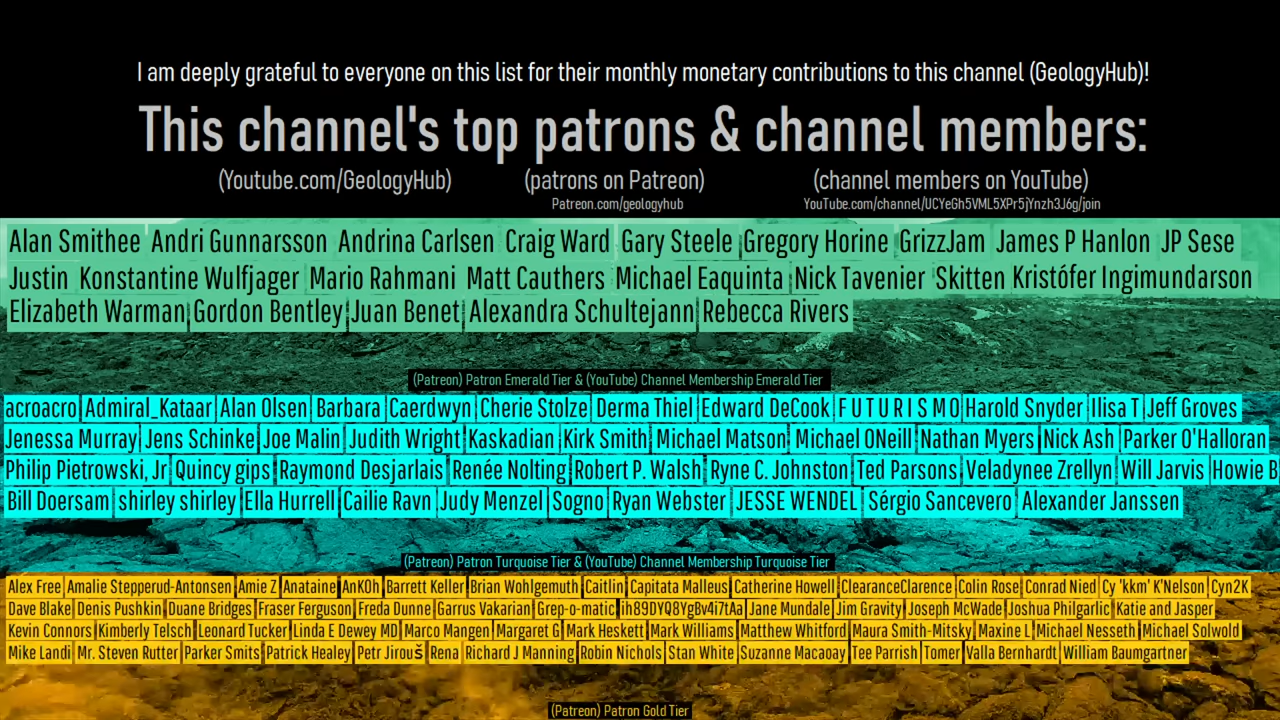 I am deeply grateful to everyone on this list for their monthly monetary contributions to this channel (GeologyHub)!
This channel's top patrons & channel members:
(Youtube.com/GeologyHub) (patrons on Patreon) (channel members on YouTube)
Patreon.com/geologyhub YouTube.com/channel/UCYeGh5VML5XPr5jYnzh3J6g/join
Alan Smithee Andri Gunnarsson Andrina Carlsen Craig Ward Gary Steele Gregory Horine GrizzJam James P Hanlon JP Sese
Justin Konstantine Wulfjager Mario Rahmani Matt Cauthers Michael Eaquinta Nick Tavenier Skitten Kristófer Ingimundarson
Elizabeth Warman Gordon Bentley Juan Benet Alexandra Schultejann Rebecca Rivers
(Patreon) Patron Emerald Tier & (YouTube) Channel Membership Emerald Tier
acroacro Admiral_Kataar Alan Olsen Barbara Caerdwyn Cherie Stolze Derma Thiel Edward DeCook F U T U R I S M O Harold Snyder Ilisa T Jeff Groves
Jenessa Murray Jens Schinke Joe Malin Judith Wright Kaskadian Kirk Smith Michael Matson Michael ONeill Nathan Myers Nick Ash Parker O'Halloran
Philip Pietrowski, Jr Quincy gips Raymond Desjarlais Renée Nolting Robert P. Walsh Ryne C. Johnston Ted Parsons Veladynee Zrellyn Will Jarvis Howie B
Bill Doersam shirley shirley Ella Hurrell Cailie Ravn Judy Menzel Sogno Ryan Webster JESSE WENDEL Sérgio Sancevero Alexander Janssen
(Patreon) Patron Turquoise Tier & (YouTube) Channel Membership Turquoise Tier
Alex Free Amalie Stepperud-Antonsen Amie Z Anataine AnKOh Barrett Keller Brian Wohlgemuth Caitlin Capitata Malleus Catherine Howell ClearanceClarence Colin Rose Conrad Nied Cy 'kkm' K'Nelson Cyn2K
Dave Blake Denis Pushkin Duane Bridges Fraser Ferguson Freda Dunne Garrus Vakarian Grep-o-matic ih89DYQ8YgBv4i7tAa Jane Mundale Jim Gravity Joseph McWade Joshua Philgarlic Katie and Jasper
Kevin Connors Kimberly Telsch Leonard Tucker Linda E Dewey MD Marco Mangen Margaret G Mark Heskett Mark Williams Matthew Whitford Maura Smith-Mitsky Maxine L Michael Nesseth Michael Solwold
Mike Landi Mr. Steven Rutter Parker Smits Patrick Healey Petr Jirouš Rena Richard J Manning Robin Nichols Stan White Suzanne Macaoay Tee Parrish Tomer Valla Bernhardt William Baumgartner
(Patreon) Patron Gold Tier